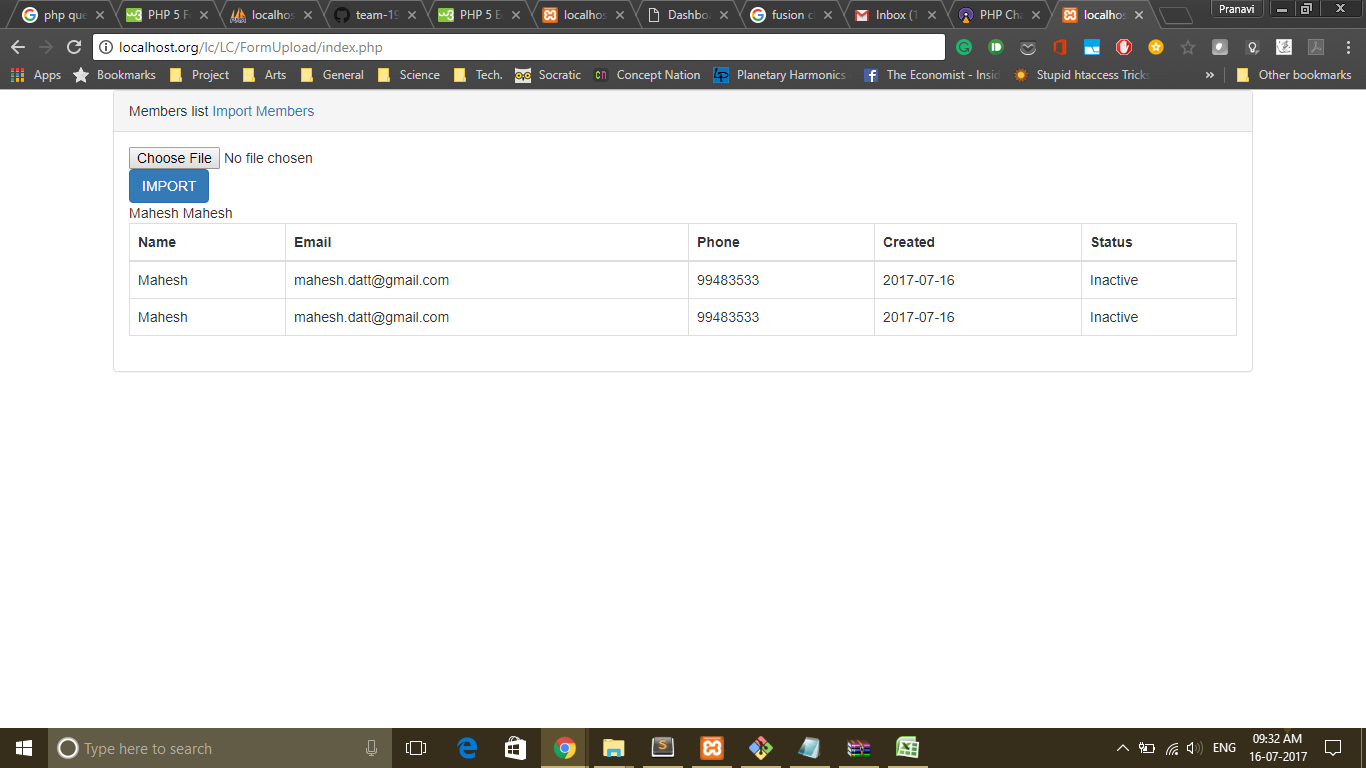 php que
PHP 5 F
localhos
team-19
PHP 5 E
localhos
Dashbo
fusion c
Inbox (1
PHP Cha
localhos
Pranavi
localhost.org/lc/LC/FormUpload/index.php
Apps Bookmarks Project Arts General Science Tech. Socratic Concept Nation Planetary Harmonics The Economist - Insid Stupid htaccess Tricks » Other bookmarks
Members list Import Members
Choose File No file chosen
IMPORT
Mahesh Mahesh
Name Email Phone Created Status
Mahesh mahesh.datt@gmail.com 99483533 2017-07-16 Inactive
Mahesh mahesh.datt@gmail.com 99483533 2017-07-16 Inactive
Type here to search
ENG
09:32 AM
16-07-2017